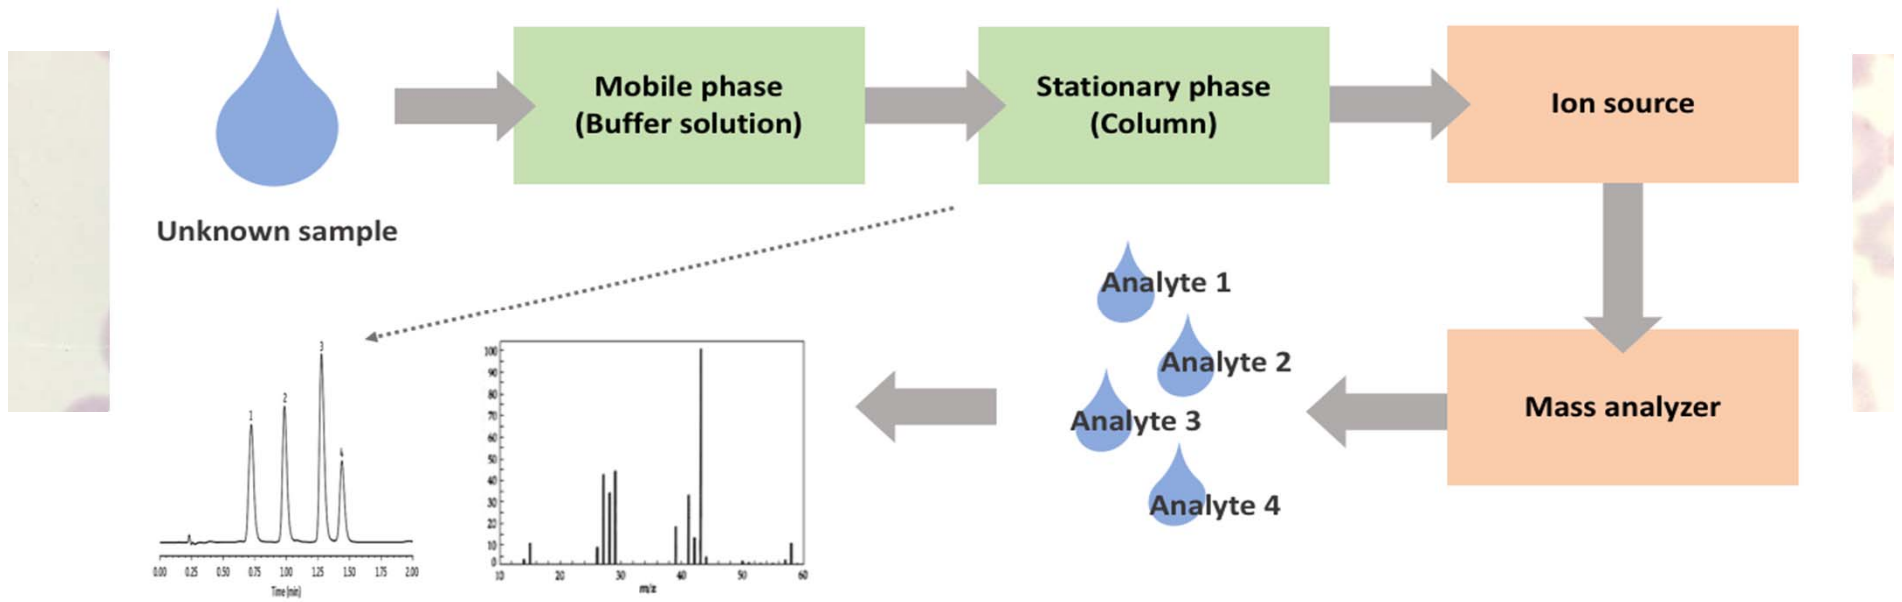 Mobile phase
(Buffer solution)
Stationary phase
(Column)
Ion source
Unknown sample
Analyte 1
Analyte 2
Analyte 3
Analyte 4
Mass analyzer
1
2
3
4
0.00 0.25 0.50 0.75 1.00 1.25 1.50 1.75 2.00
Time (min)
100
90
80
70
60
50
40
30
20
10
0
10 20 30 40 50 60
m/z